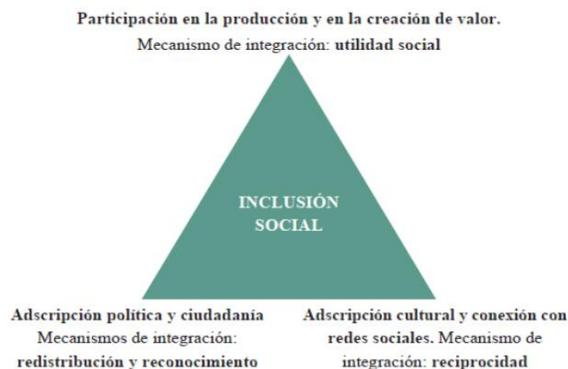 Participación en la producción y en la creación de valor.
Mecanismo de integración: utilidad social
INCLUSIÓN
SOCIAL
Adscripción política y ciudadanía
Mecanismos de integración:
redistribución y reconocimiento
Adscripción cultural y conexión con
redes sociales. Mecanismo de
integración: reciprocidad